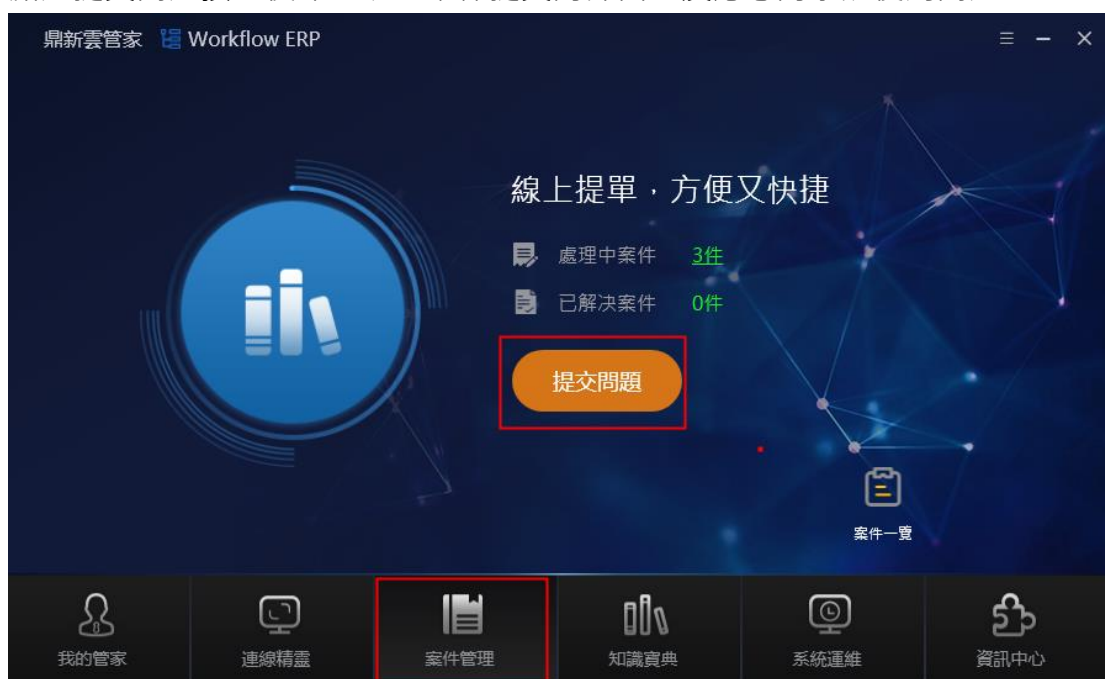 鼎新雲管家 Workflow ERP
線上提單，方便又快捷
處理中案件 3件
已解決案件 0件
提交問題
案件一覽
我的管家 連線精靈 案件管理 知識寶典 系統運維 資訊中心